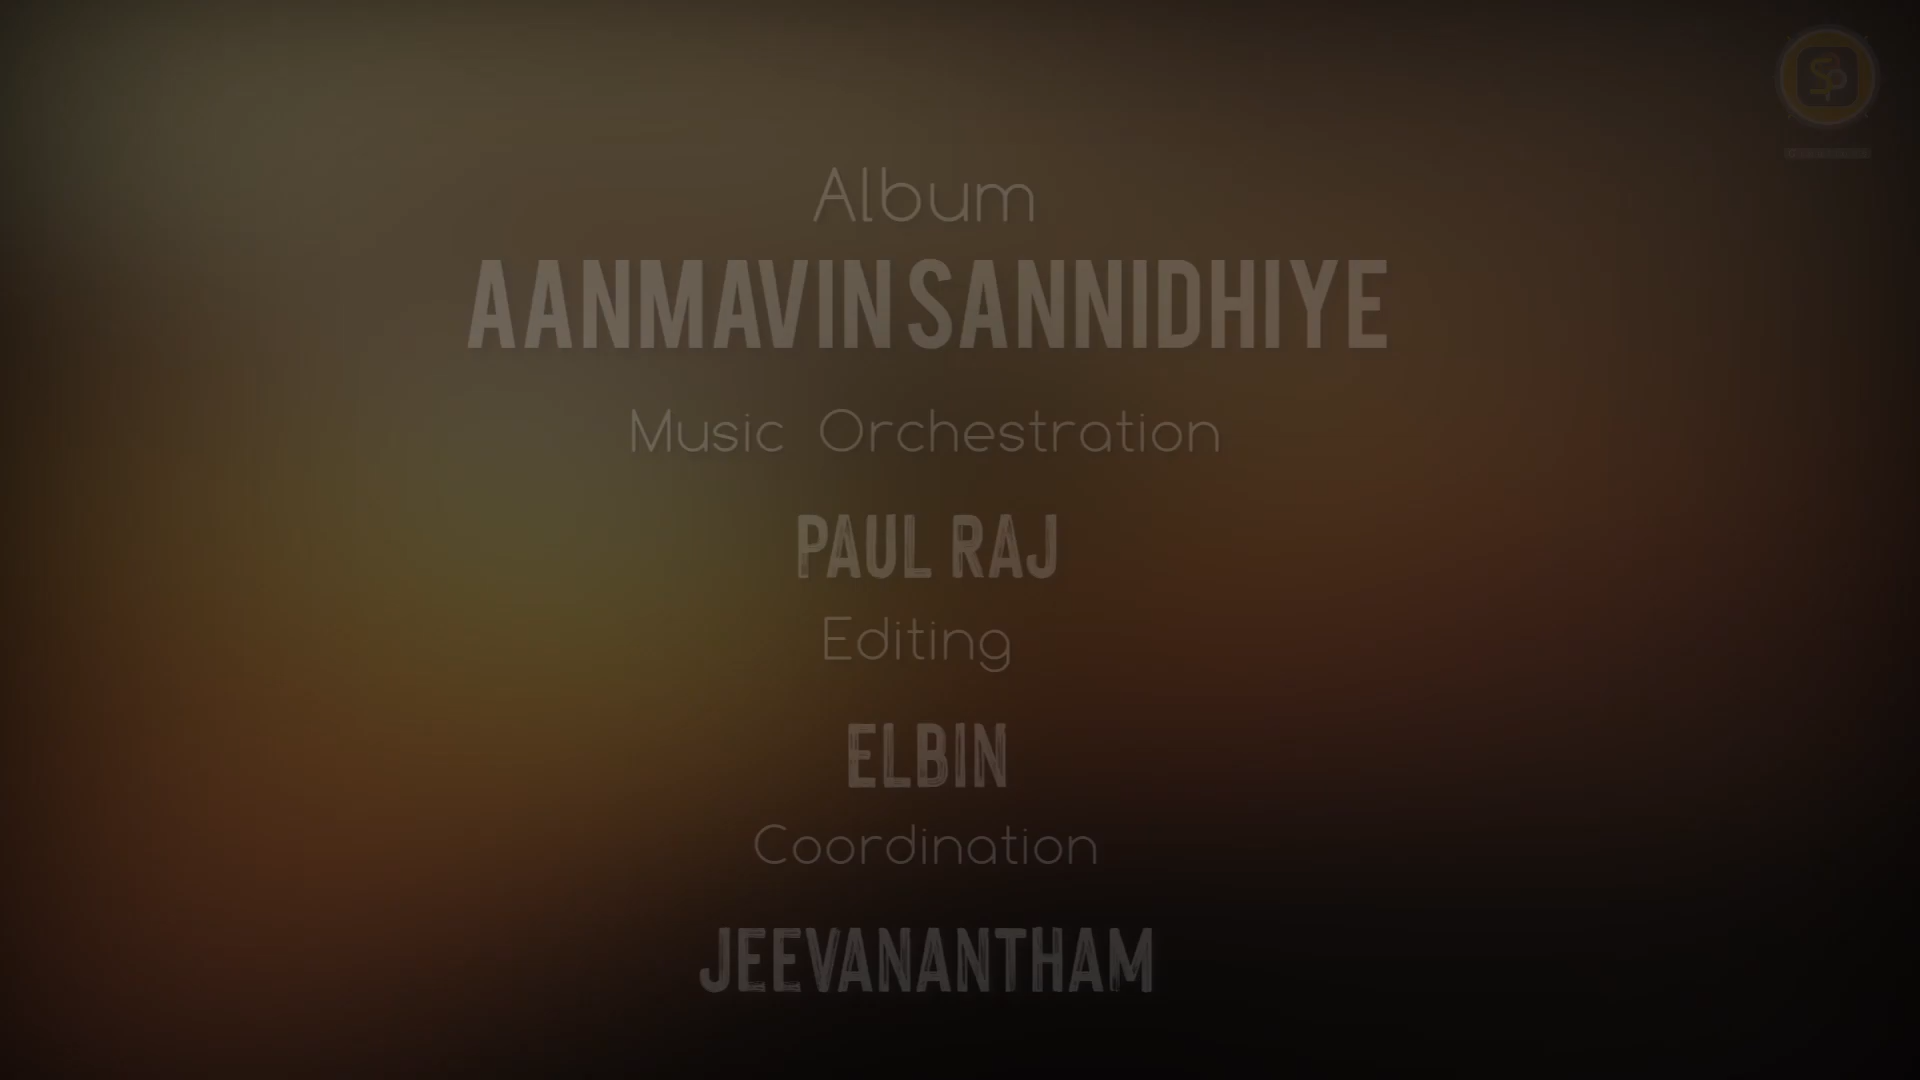 Album
AANMAVIN SANNIDHIYE
Music Orchestration
PAUL RAJ
Editing
ELBIN
Coordination
JEEVANANTHAM